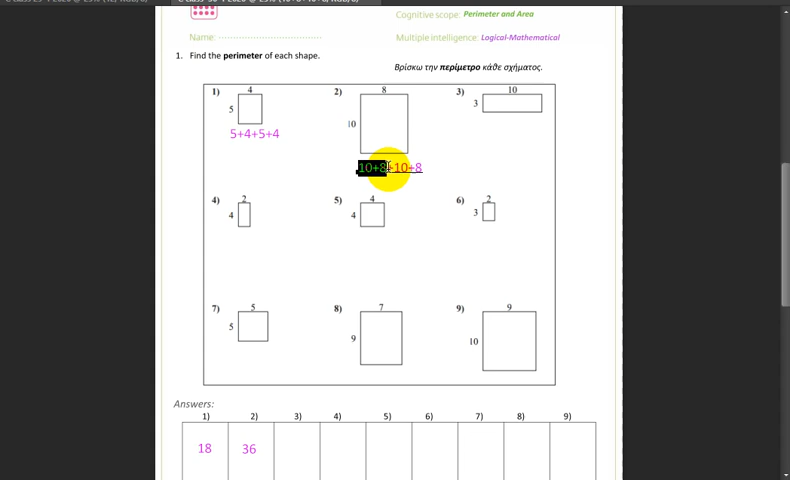 Cognitive scope: Perimeter and Area
Name:
Multiple intelligence: Logical-Mathematical
1. Find the perimeter of each shape.
Βρίσκω την περίμετρο κάθε σχήματος.
1) 4 2) 8 3) 10
5 10 3
5+4+5+4
10+8+10+8
4) 2 5) 4 6) 2
4 4 3
7) 5 8) 7 9) 9
5 9 10
Answers:
1) 2) 3) 4) 5) 6) 7) 8) 9)
18 36